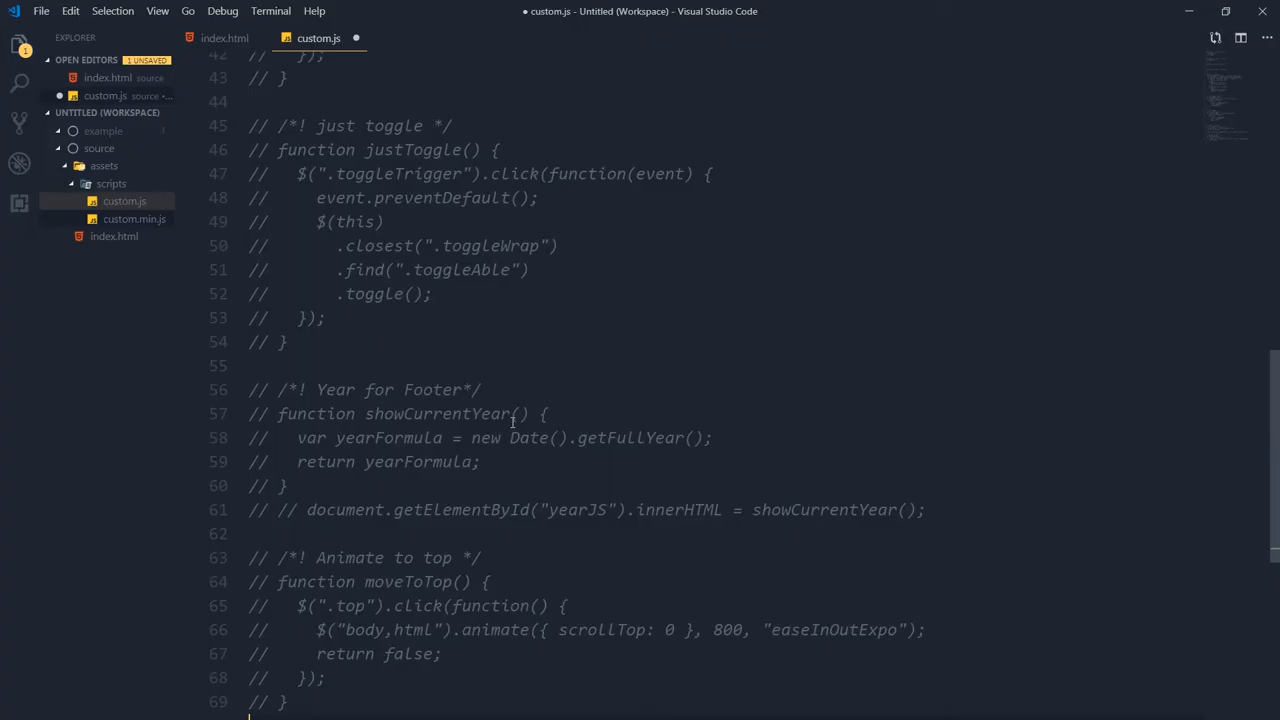 File Edit Selection View Go Debug Terminal Help
● custom.js - Untitled (Workspace) - Visual Studio Code
EXPLORER
index.html
custom.js
1
OPEN EDITORS 1 UNSAVED
index.html source
custom.js source • ...
UNTITLED (WORKSPACE)
example
source
assets
scripts
custom.js
custom.min.js
index.html
42 // });
43 // }
44
45 // /*! just toggle */
46 // function justToggle() {
47 // $(".toggleTrigger").click(function(event) {
48 // event.preventDefault();
49 // $(this)
50 // .closest(".toggleWrap")
51 // .find(".toggleAble")
52 // .toggle();
53 // });
54 // }
55
56 // /*! Year for Footer*/
57 // function showCurrentYear() {
58 // var yearFormula = new Date().getFullYear();
59 // return yearFormula;
60 // }
61 // // document.getElementById("yearJS").innerHTML = showCurrentYear();
62
63 // /*! Animate to top */
64 // function moveToTop() {
65 // $(".top").click(function() {
66 // $("body,html").animate({ scrollTop: 0 }, 800, "easeInOutExpo");
67 // return false;
68 // });
69 // }